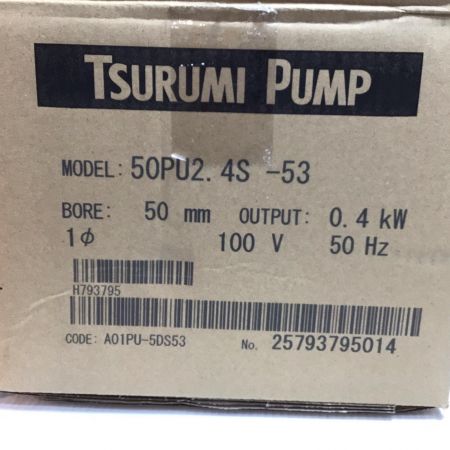 TSURUMI PUMP
MODEL: 50PU2.4S -53
BORE: 50 mm OUTPUT: 0.4 kW
1φ 100 V 50 Hz
H793795
CODE: A01PU-5DS53 No. 25793795014